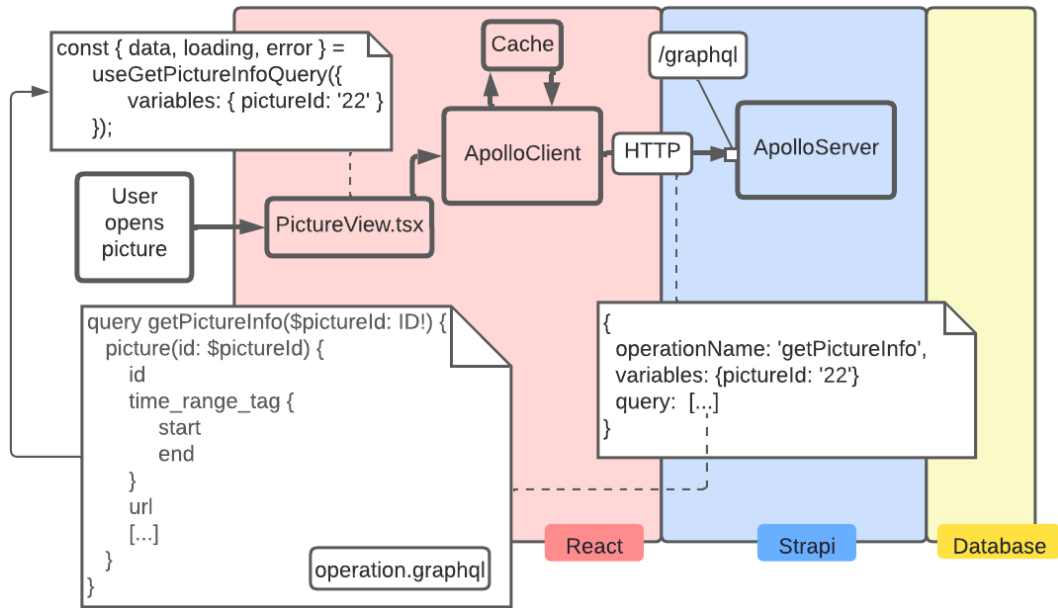 const { data, loading, error } =
useGetPictureInfoQuery({
variables: { pictureId: '22' }
});
Cache
/graphql
ApolloClient
HTTP
ApolloServer
User
opens
picture
PictureView.tsx
query getPictureInfo($pictureId: ID!) {
picture(id: $pictureId) {
id
time_range_tag {
start
end
}
url
[...]
}
}
operation.graphql
{
operationName: 'getPictureInfo',
variables: {pictureId: '22'}
query:  [...]
}
React
Strapi
Database